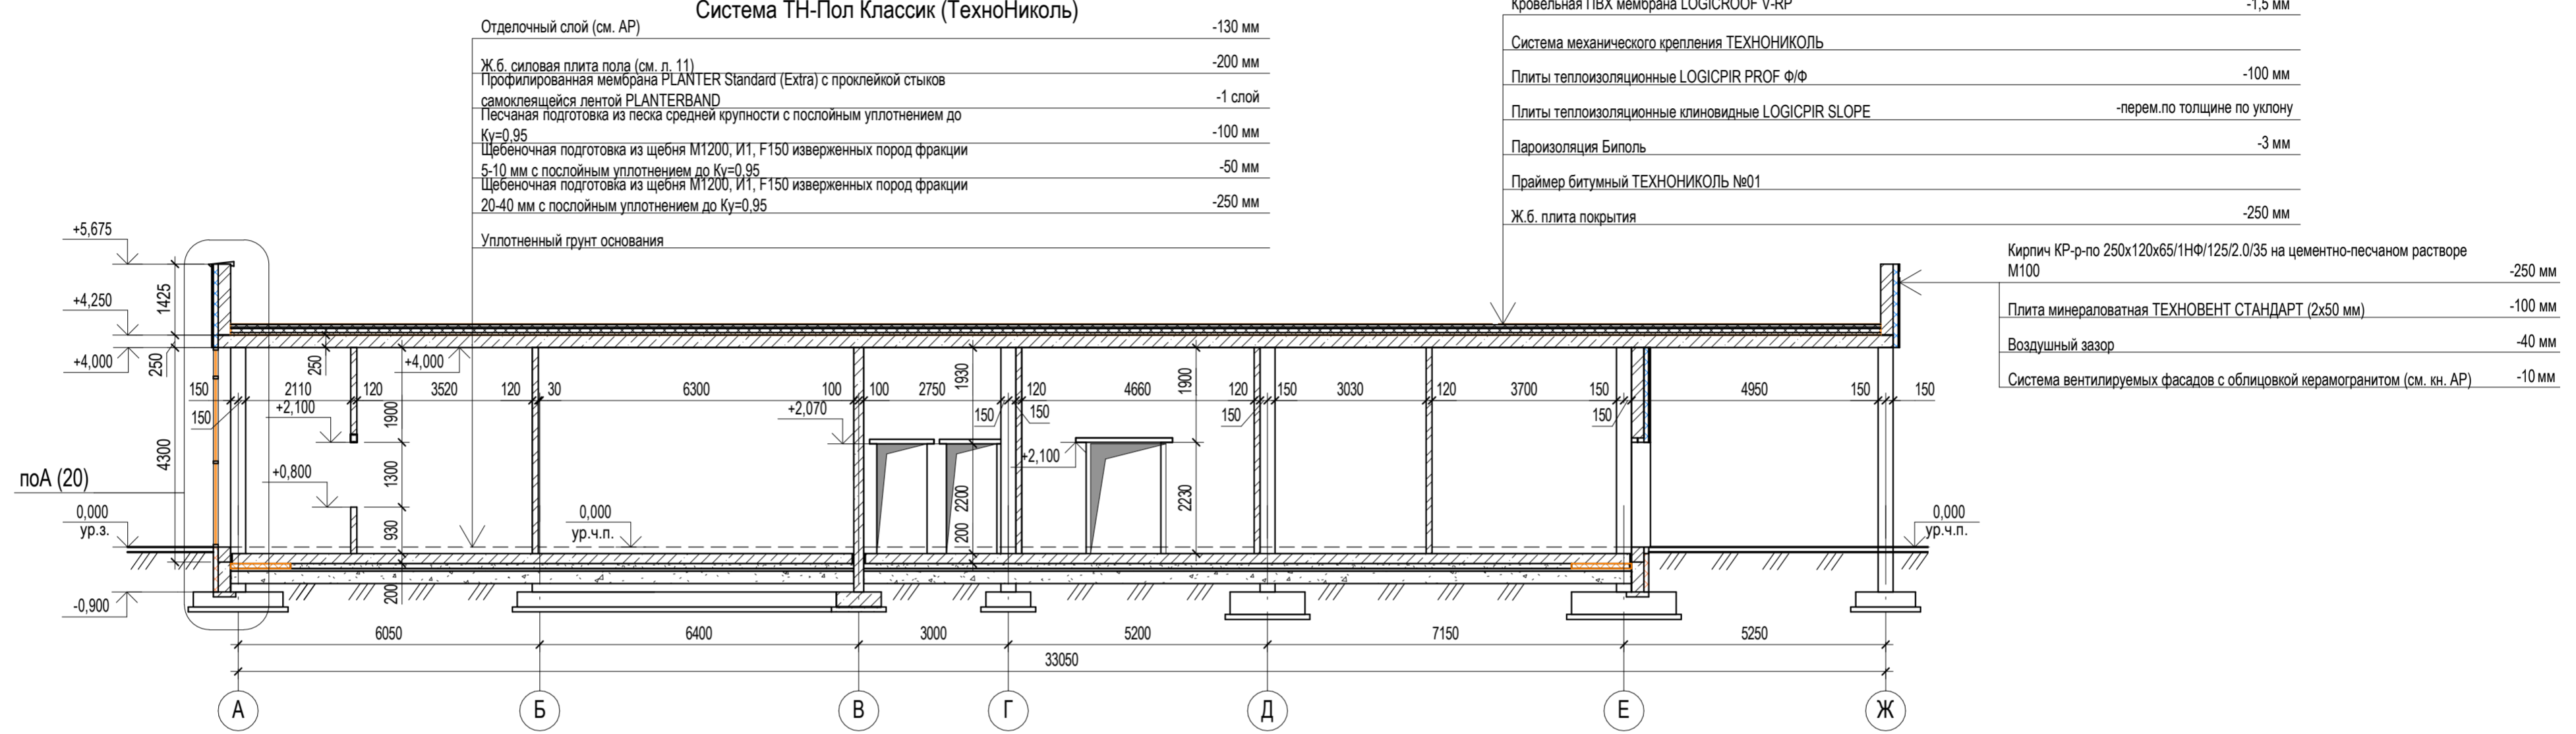 Система ТН-Пол Классик (ТехноНиколь)
Отделочный слой (см. АР) -130 мм
Ж.б. силовая плита пола (см. л. 11) -200 мм
Профилированная мембрана PLANTER Standard (Extra) с проклейкой стыков
самоклеящейся лентой PLANTERBAND -1 слой
Песчаная подготовка из песка средней крупности с послойным уплотнением до
Ку=0,95 -100 мм
Щебеночная подготовка из щебня М1200, И1, F150 изверженных пород фракции
5-10 мм с послойным уплотнением до Ку=0,95 -50 мм
Щебеночная подготовка из щебня М1200, И1, F150 изверженных пород фракции
20-40 мм с послойным уплотнением до Ку=0,95 -250 мм
Уплотненный грунт основания
Кровельная ПВХ мембрана LOGICROOF V-RP -1,5 мм
Система механического крепления ТЕХНОНИКОЛЬ
Плиты теплоизоляционные LOGICPIR PROF Ф/Ф -100 мм
Плиты теплоизоляционные клиновидные LOGICPIR SLOPE -перем.по толщине по уклону
Пароизоляция Биполь -3 мм
Праймер битумный ТЕХНОНИКОЛЬ №01
Ж.б. плита покрытия -250 мм
Кирпич КР-р-по 250х120х65/1НФ/125/2.0/35 на цементно-песчаном растворе
М100 -250 мм
Плита минераловатная ТЕХНОВЕНТ СТАНДАРТ (2х50 мм) -100 мм
Воздушный зазор -40 мм
Система вентилируемых фасадов с облицовкой керамогранитом (см. кн. АР) -10 мм
+5,675
1425
+4,250
250
+4,000
250
+4,000
150 2110 120 3520 120 30 6300 100 100 2750 1930 120 4660 1900 120 150 3030 120 3700 150 4950 150 150
150
+2,100
1900
+2,070
150
150
150
150
4300
поА (20)
+0,800
1300
+2,100
2200
2230
0,000
ур.з.
930
0,000
ур.ч.п.
200
0,000
ур.ч.п.
-0,900
200
6050 6400 3000 5200 7150 5250
33050
А Б В Г Д Е Ж